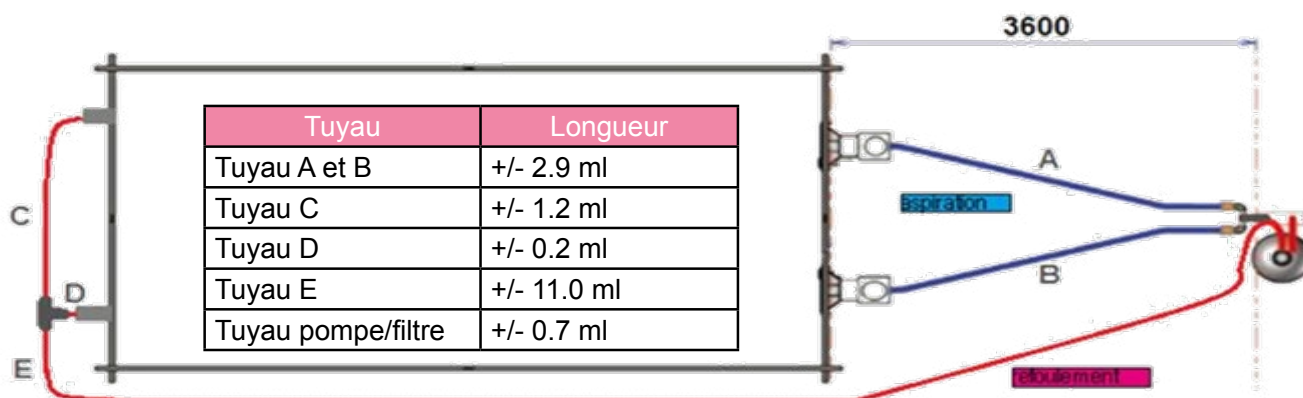 3600
Tuyau Longueur
Tuyau A et B +/- 2.9 ml
Tuyau C +/- 1.2 ml
Tuyau D +/- 0.2 ml
Tuyau E +/- 11.0 ml
Tuyau pompe/filtre +/- 0.7 ml
A
aspiration
B
C
D
E
refoulement